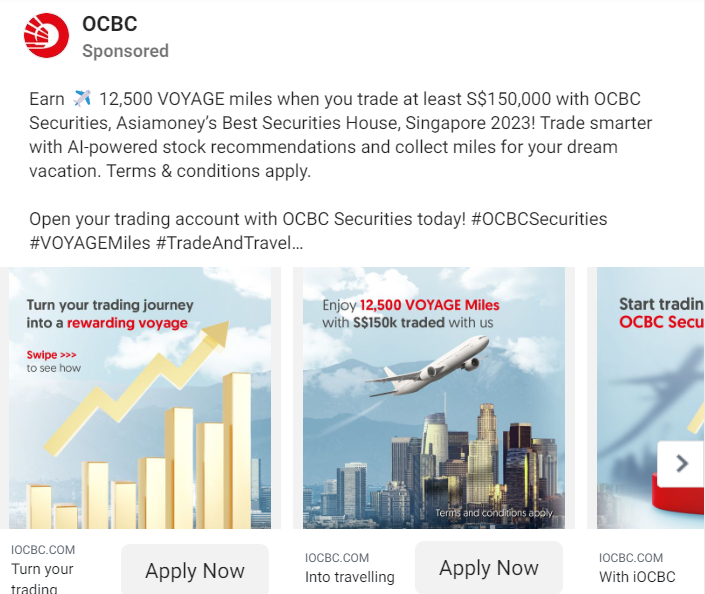 OCBC
Sponsored
Earn ✈️ 12,500 VOYAGE miles when you trade at least S$150,000 with OCBC
Securities, Asiamoney's Best Securities House, Singapore 2023! Trade smarter
with AI-powered stock recommendations and collect miles for your dream
vacation. Terms & conditions apply.
Open your trading account with OCBC Securities today! #OCBCSecurities
#VOYAGEMiles #TradeAndTravel...
Turn your trading journey
into a rewarding voyage
Swipe >>>
to see how
Enjoy 12,500 VOYAGE Miles
with S$150k traded with us
Terms and conditions apply.
Start tradin
OCBC Secu
IOCBC.COM
Turn your
trading
Apply Now
IOCBC.COM
Into travelling
Apply Now
IOCBC.COM
With iOCBC